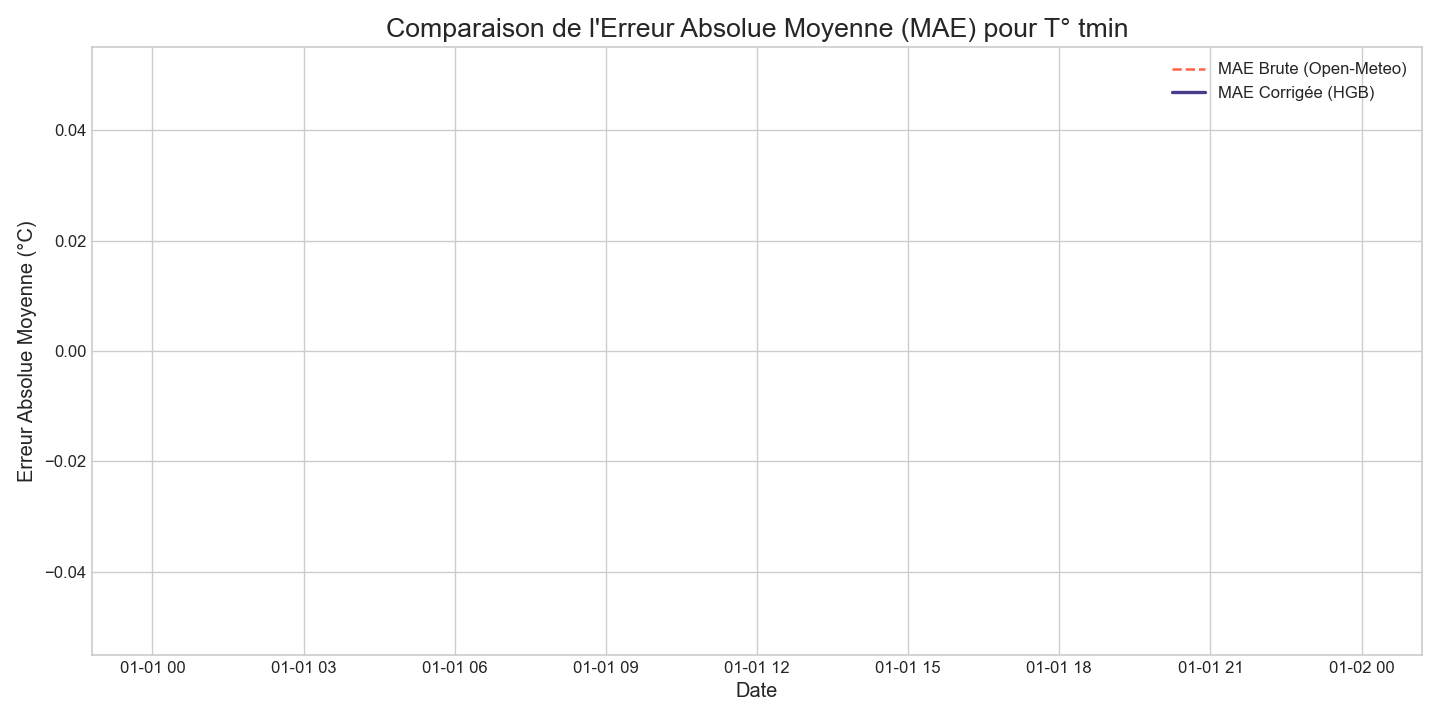 Comparaison de l'Erreur Absolue Moyenne (MAE) pour T° tmin
MAE Brute (Open-Meteo)
MAE Corrigée (HGB)
Erreur Absolue Moyenne (°C)
0.04
0.02
0.00
−0.02
−0.04
01-01 00
01-01 03
01-01 06
01-01 09
01-01 12
01-01 15
01-01 18
01-01 21
01-02 00
Date